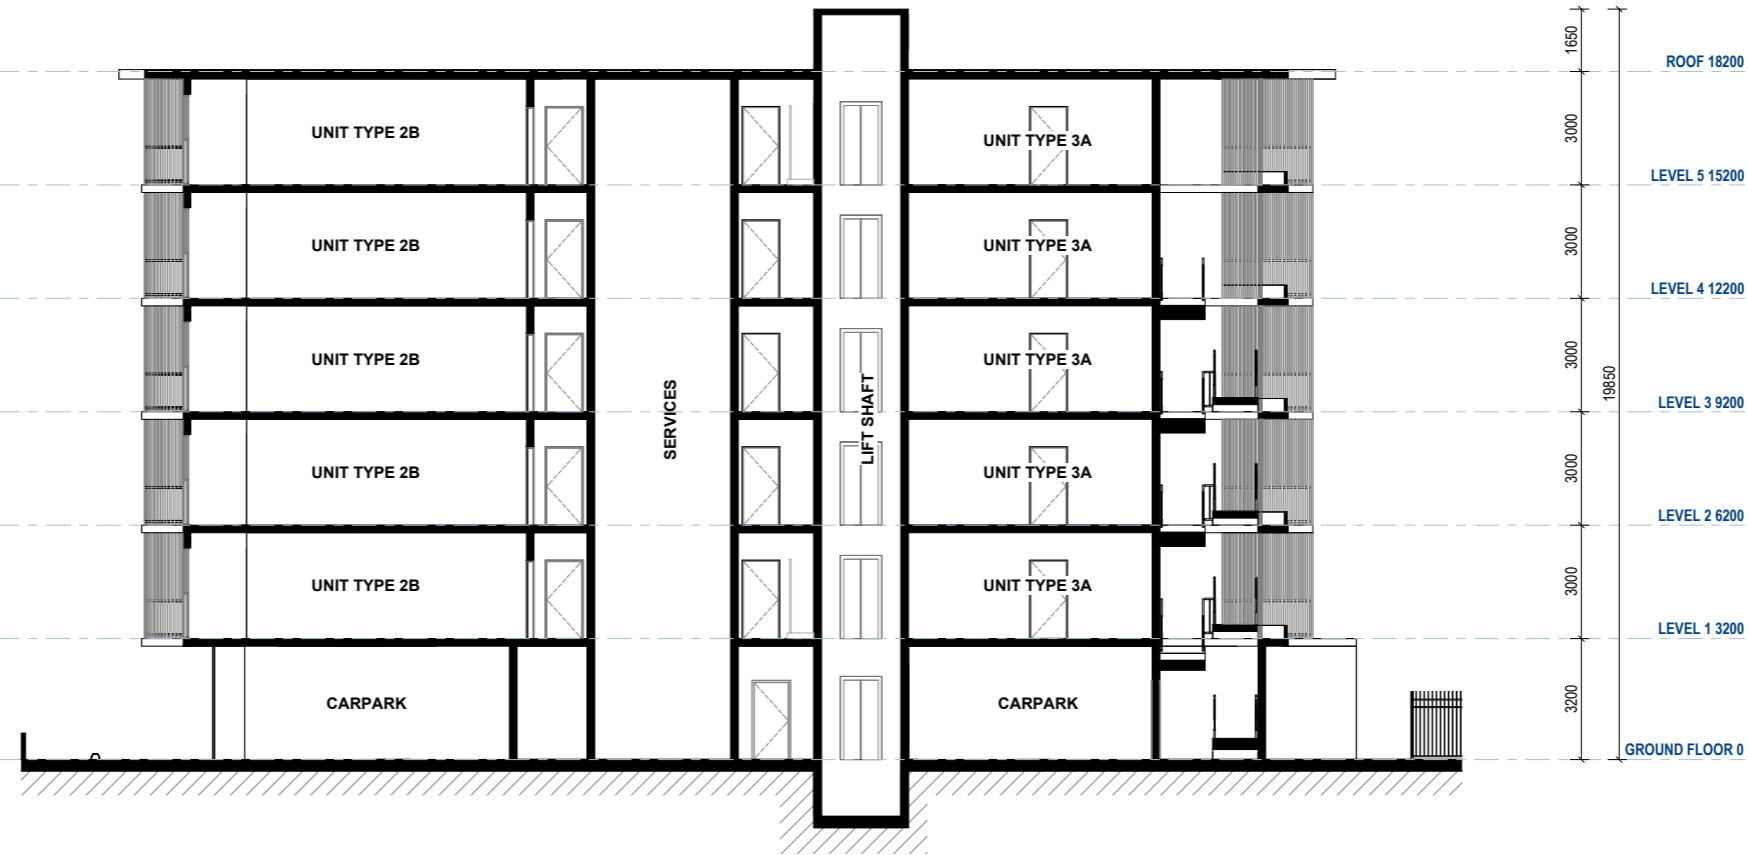 1650
ROOF 18200
UNIT TYPE 2B
UNIT TYPE 3A
3000
LEVEL 5 15200
UNIT TYPE 2B
UNIT TYPE 3A
3000
LEVEL 4 12200
UNIT TYPE 2B
UNIT TYPE 3A
3000
19850
SERVICES
LIFT SHAFT
LEVEL 3 9200
UNIT TYPE 2B
UNIT TYPE 3A
3000
LEVEL 2 6200
UNIT TYPE 2B
UNIT TYPE 3A
3000
LEVEL 1 3200
CARPARK
CARPARK
3200
GROUND FLOOR 0